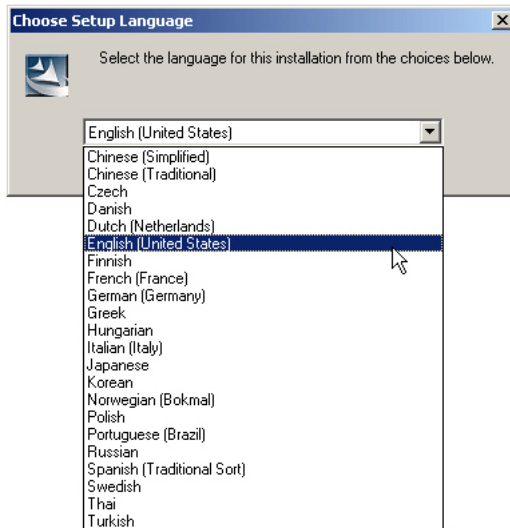 Choose Setup Language
Select the language for this installation from the choices below.
English (United States)
Chinese (Simplified)
Chinese (Traditional)
Czech
Danish
Dutch (Netherlands)
English (United States)
Finnish
French (France)
German (Germany)
Greek
Hungarian
Italian (Italy)
Japanese
Korean
Norwegian (Bokmal)
Polish
Portuguese (Brazil)
Russian
Spanish (Traditional Sort)
Swedish
Thai
Turkish